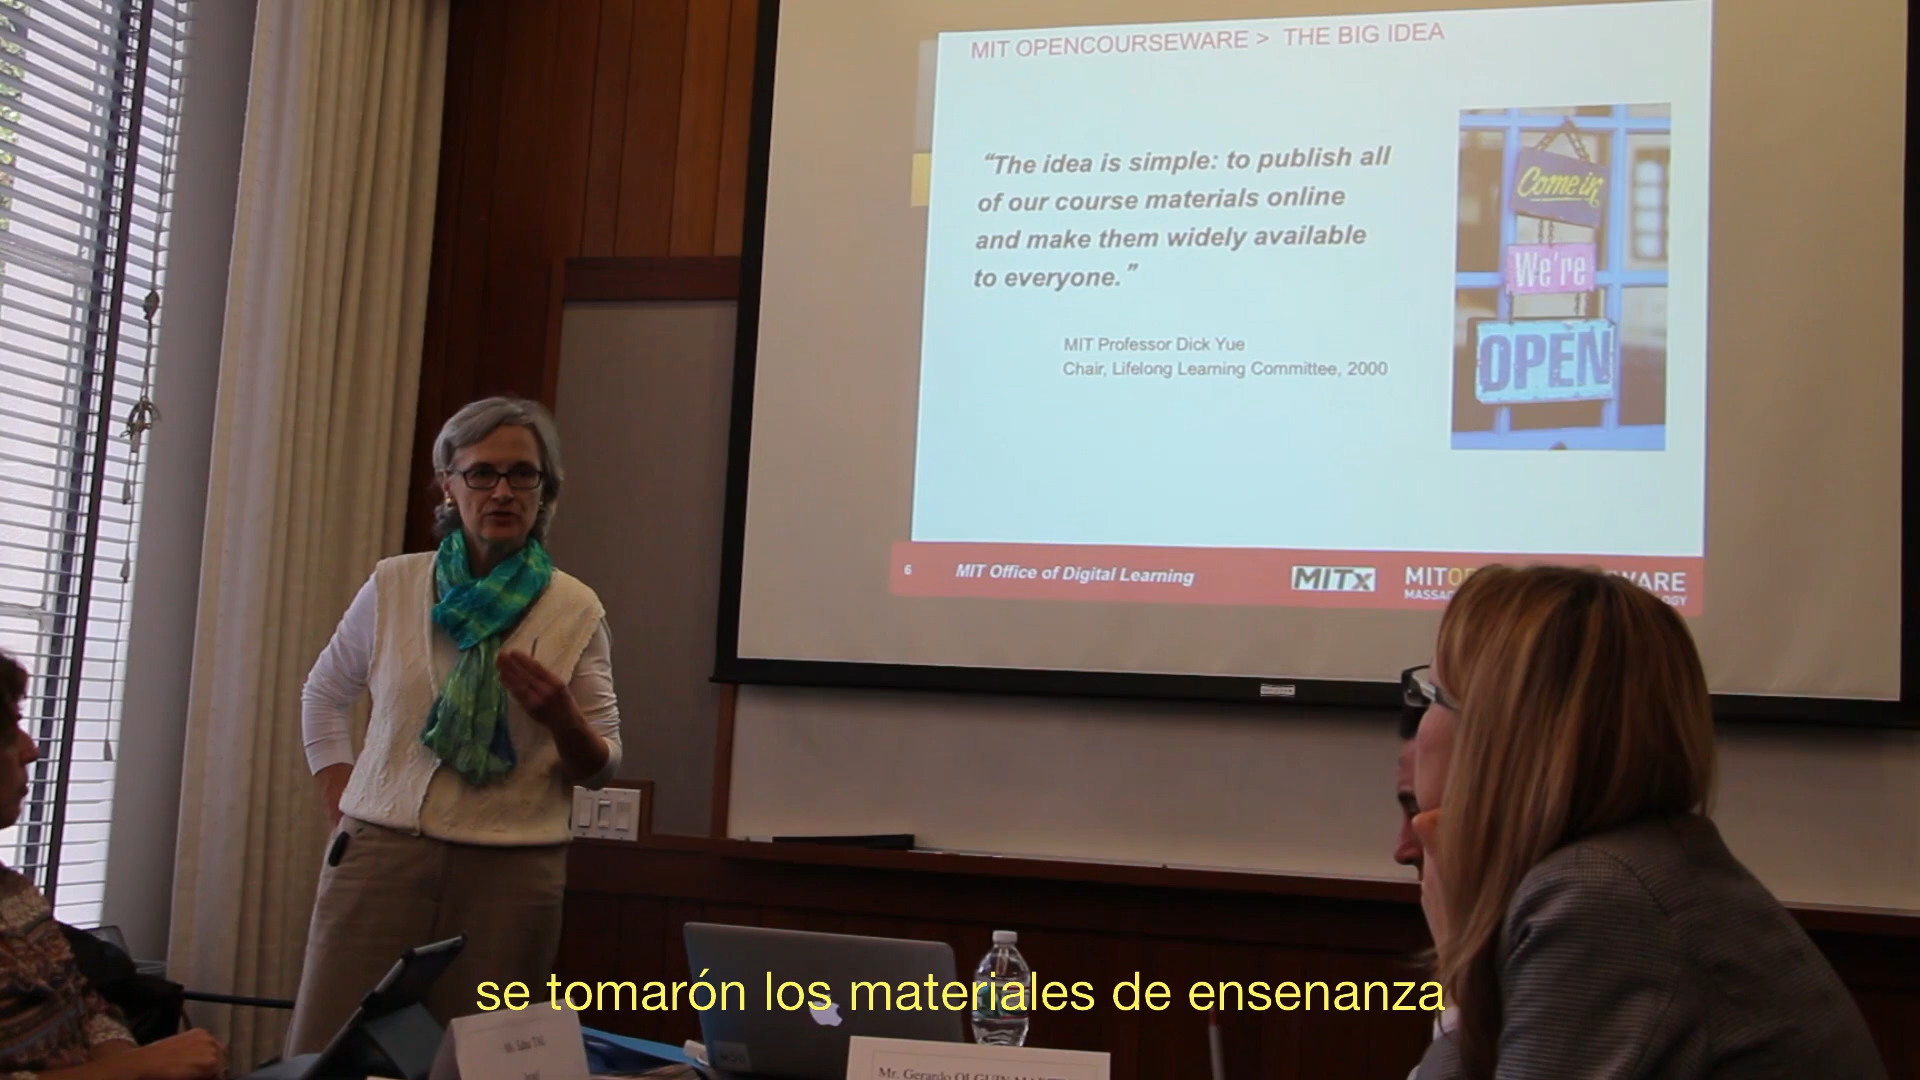 MIT OPENCOURSEWARE > THE BIG IDEA
“The idea is simple: to publish all
of our course materials online
and make them widely available
to everyone.”
MIT Professor Dick Yue
Chair, Lifelong Learning Committee, 2000
Come in
We're
OPEN
6 MIT Office of Digital Learning MITx
se tomarón los materiales de ensenanza
Mr. Gerardo